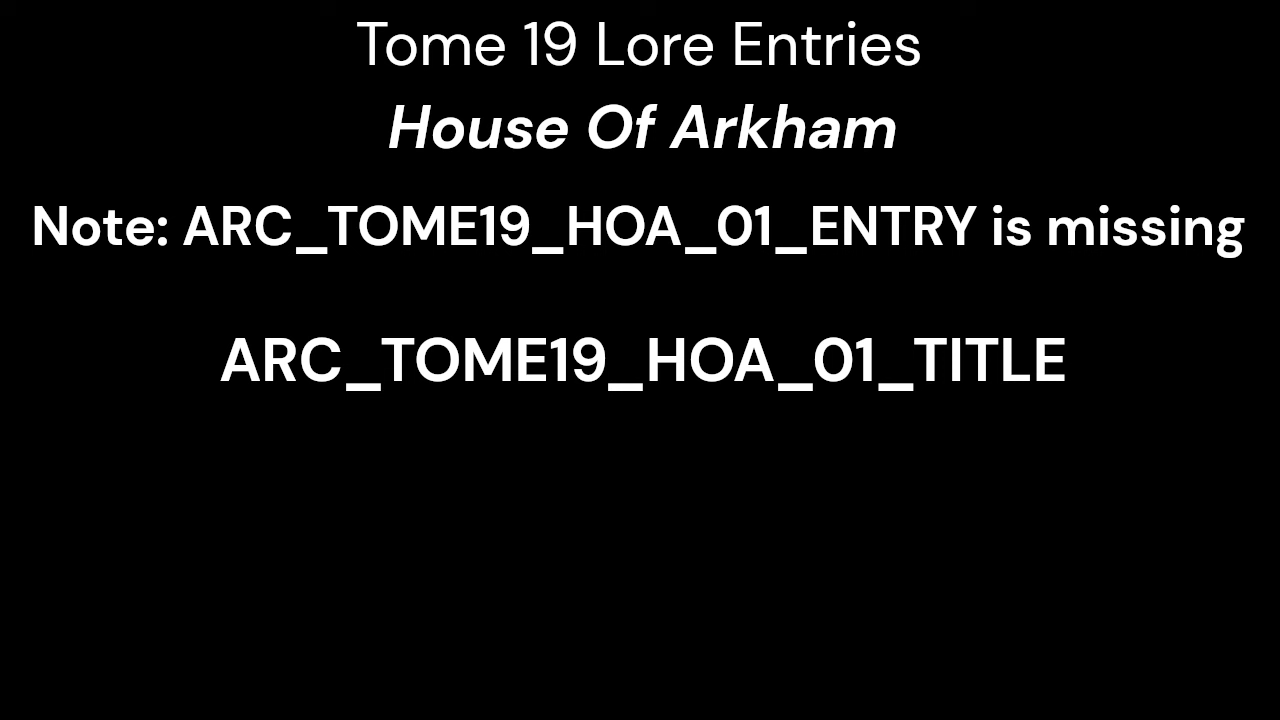 Tome 19 Lore Entries
House Of Arkham
Note: ARC_TOME19_HOA_01_ENTRY is missing
ARC_TOME19_HOA_01_TITLE